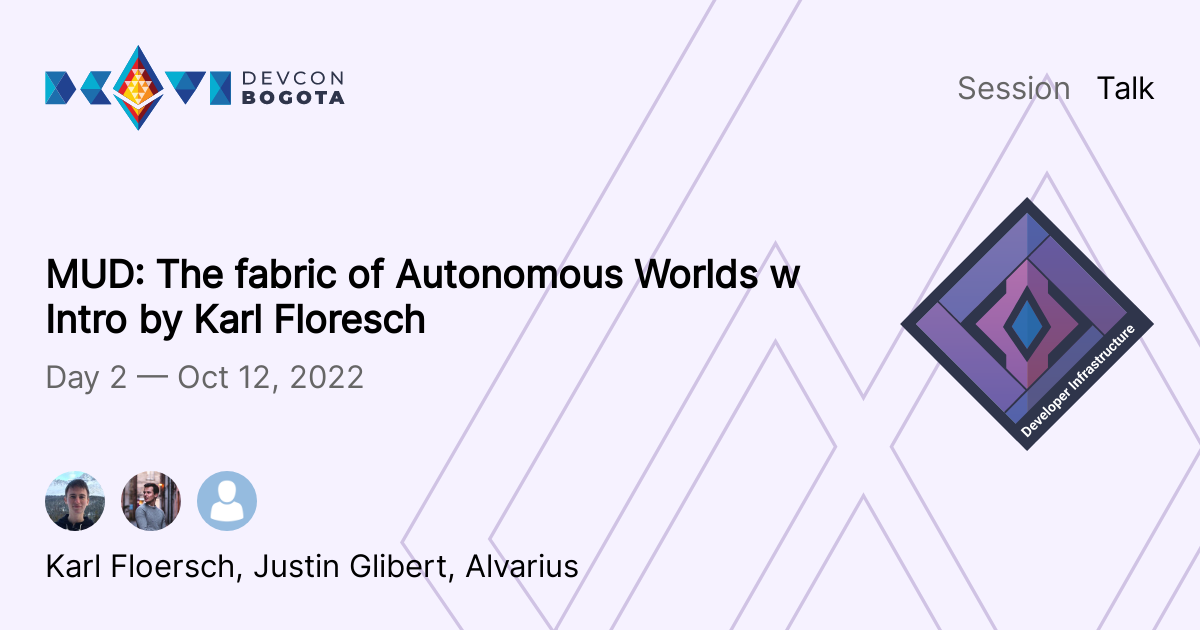 DEVCON
BOGOTA
Session Talk
MUD: The fabric of Autonomous Worlds w
Intro by Karl Floresch
Day 2 — Oct 12, 2022
Developer Infrastructure
Karl Floersch, Justin Glibert, Alvarius